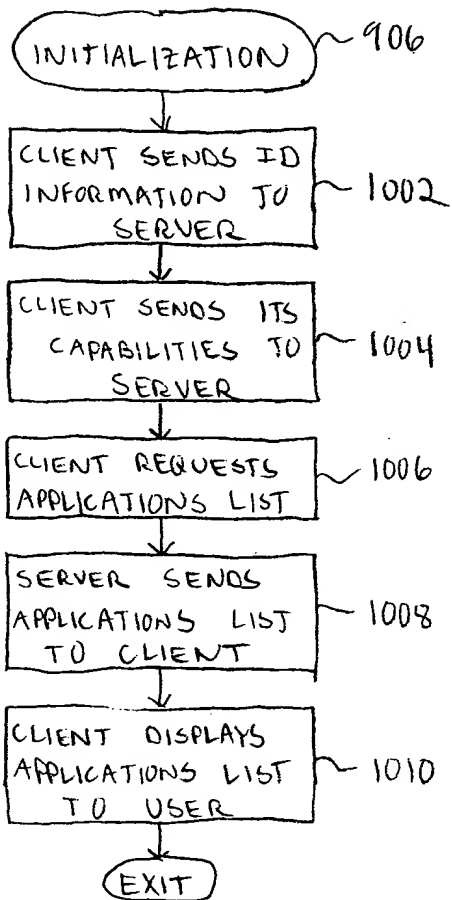 INITIALIZATION
906
CLIENT SENDS ID
INFORMATION TO
SERVER
1002
CLIENT SENDS ITS
CAPABILITIES TO
SERVER
1004
CLIENT REQUESTS
APPLICATIONS LIST
1006
SERVER SENDS
APPLICATIONS LIST
TO CLIENT
1008
CLIENT DISPLAYS
APPLICATIONS LIST
TO USER
1010
EXIT